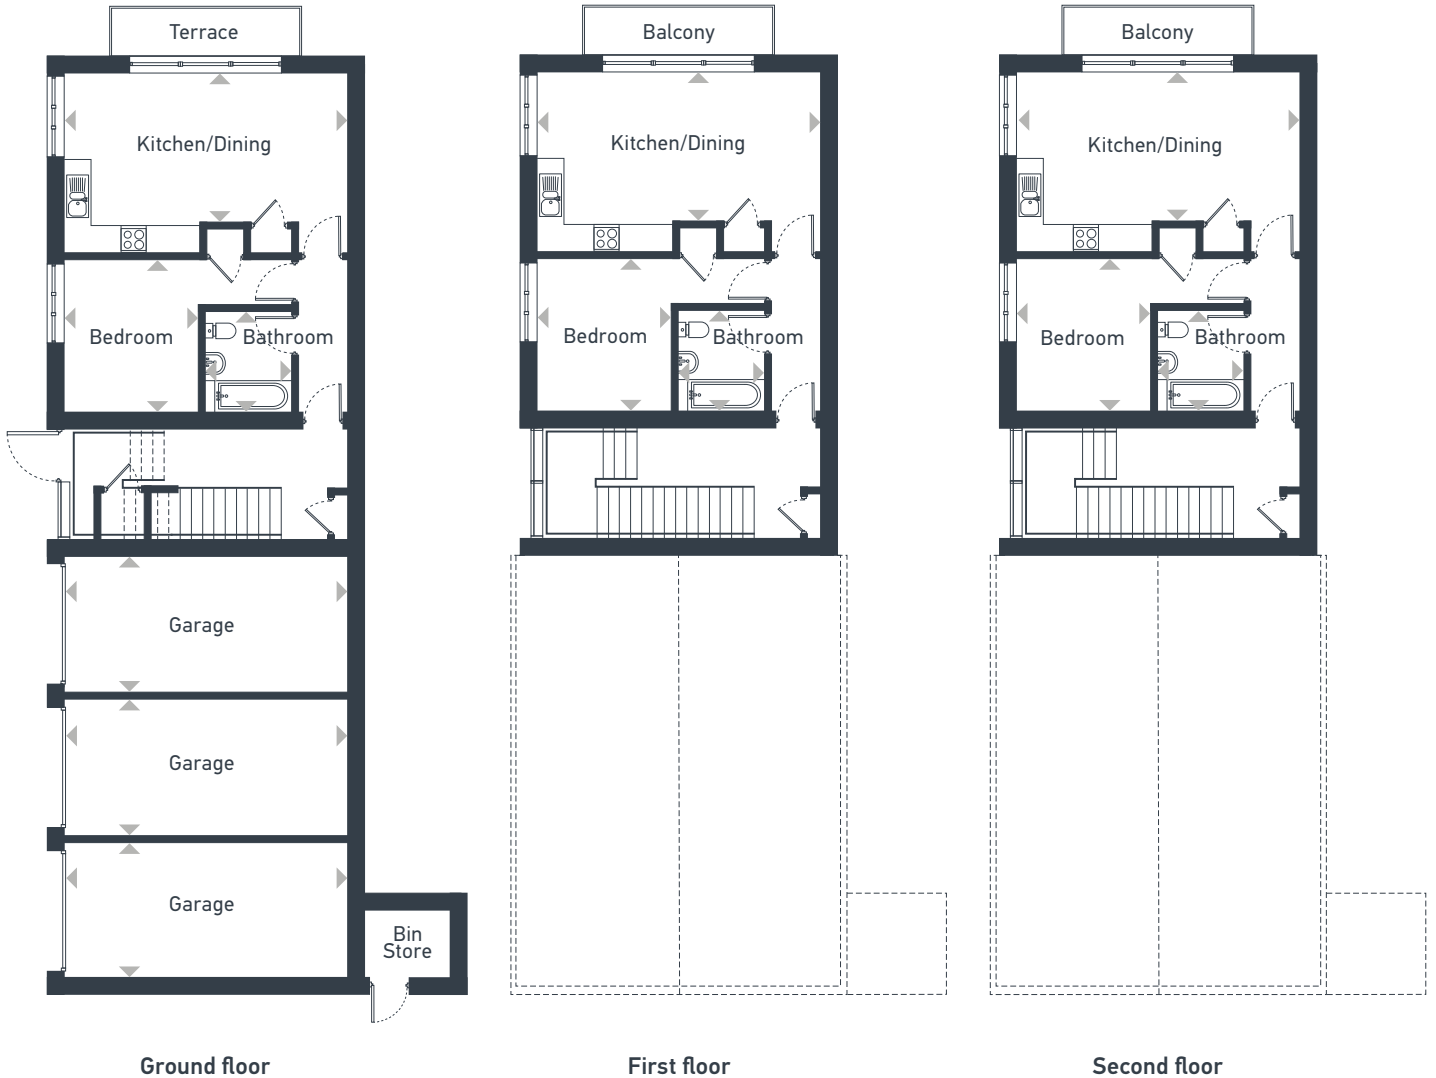 Terrace
Kitchen/Dining
Bedroom
Bathroom
Garage
Garage
Garage
Bin
Store
Ground floor
Balcony
Kitchen/Dining
Bedroom
Bathroom
First floor
Balcony
Kitchen/Dining
Bedroom
Bathroom
Second floor